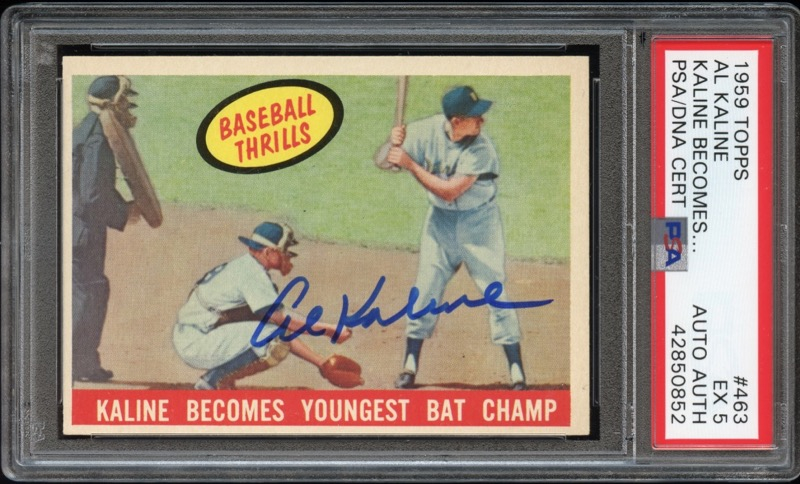 BASEBALL
THRILLS
Al Kaline
KALINE BECOMES YOUNGEST BAT CHAMP
1959 TOPPS #463
AL KALINE EX 5
KALINE BECOMES... AUTO AUTH
PSA/DNA CERT 42850852
PSA